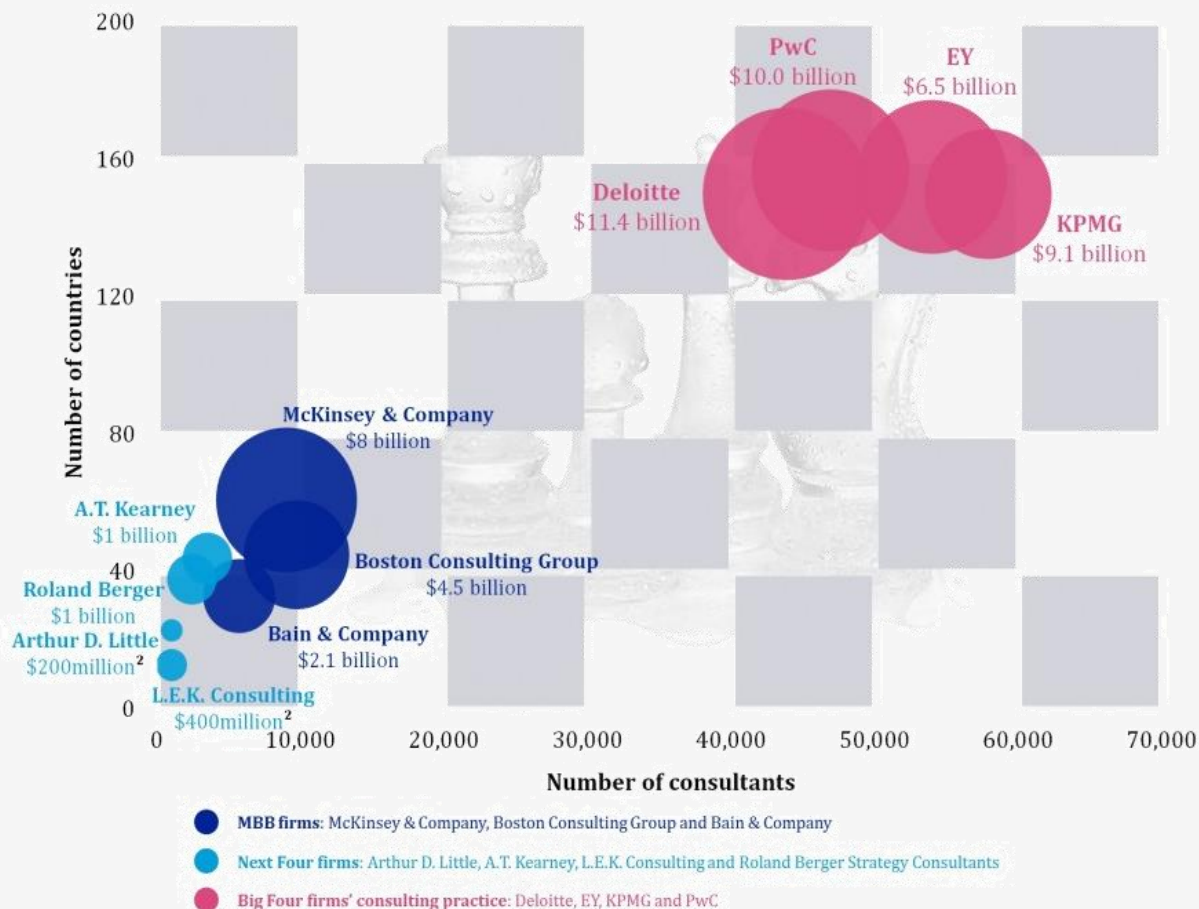 200
160
120
80
40
0
Number of countries
PwC
$10.0 billion
EY
$6.5 billion
Deloitte
$11.4 billion
KPMG
$9.1 billion
McKinsey & Company
$8 billion
A.T. Kearney
$1 billion
Boston Consulting Group
$4.5 billion
Roland Berger
$1 billion
Bain & Company
$2.1 billion
Arthur D. Little
$200million²
L.E.K. Consulting
$400million²
0 10,000 20,000 30,000 40,000 50,000 60,000 70,000
Number of consultants
MBB firms: McKinsey & Company, Boston Consulting Group and Bain & Company
Next Four firms: Arthur D. Little, A.T. Kearney, L.E.K. Consulting and Roland Berger Strategy Consultants
Big Four firms' consulting practice: Deloitte, EY, KPMG and PwC